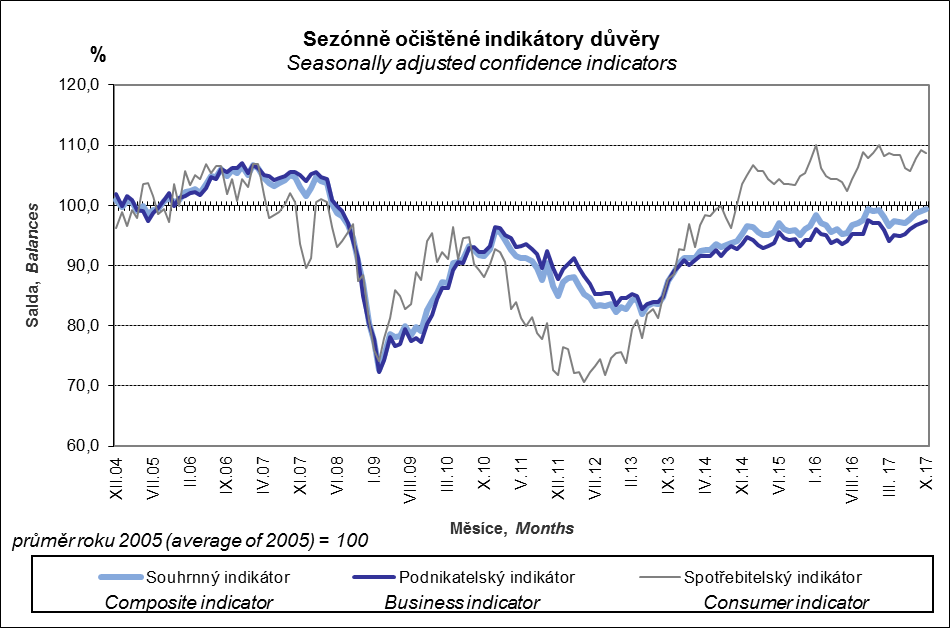 Sezónně očištěné indikátory důvěry
Seasonally adjusted confidence indicators
%
120,0
110,0
100,0
90,0
80,0
70,0
60,0
Salda, Balances
XII.04
VII.05
II.06
IX.06
IV.07
XI.07
VI.08
I.09
VIII.09
III.10
X.10
V.11
XI.11
VII.12
II.13
XI.13
I.14
XI.14
VI.15
I.16
VIII.16
III. 17
X.17
Měsíce, Months
průměr roku 2005 (average of 2005) = 100
Souhrnný indikátor Podnikatelský indikátor Spotřebitelský indikátor
Composite indicator Business indicator Consumer indicator